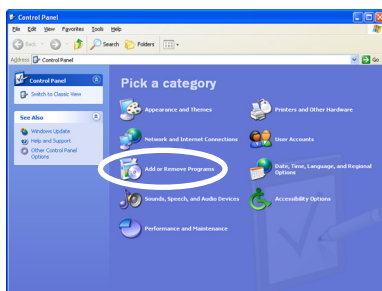 Control Panel
File Edit View Favorites Tools Help
Back Search Folders
Address Control Panel Go
Control Panel
Switch to Classic View
See Also
Windows Update
Help and Support
Other Control Panel
Options
Pick a category
Appearance and Themes
Printers and Other Hardware
Network and Internet Connections
User Accounts
Add or Remove Programs
Date, Time, Language, and Regional
Options
Sounds, Speech, and Audio Devices
Accessibility Options
Performance and Maintenance